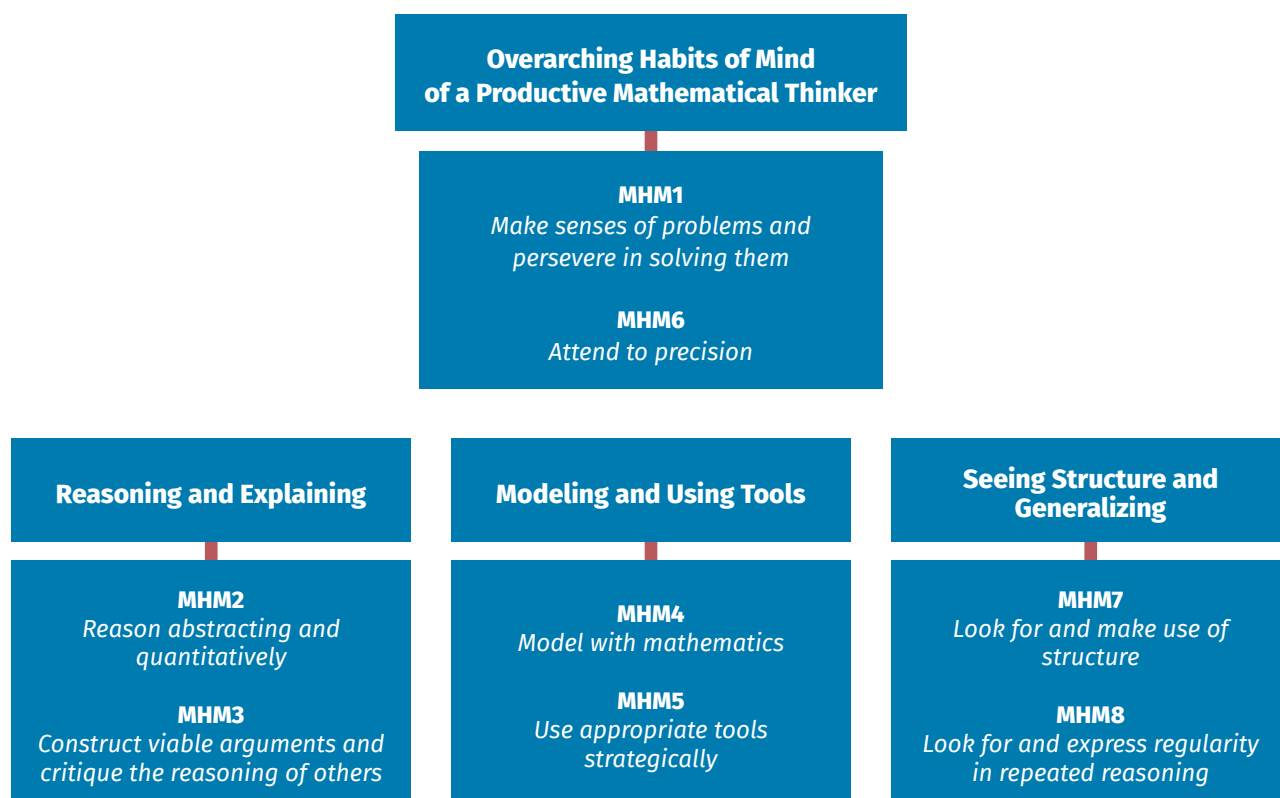 Overarching Habits of Mind
of a Productive Mathematical Thinker
MHM1
Make senses of problems and
persevere in solving them
MHM6
Attend to precision
Reasoning and Explaining
MHM2
Reason abstracting and
quantitatively
MHM3
Construct viable arguments and
critique the reasoning of others
Modeling and Using Tools
MHM4
Model with mathematics
MHM5
Use appropriate tools
strategically
Seeing Structure and
Generalizing
MHM7
Look for and make use of
structure
MHM8
Look for and express regularity
in repeated reasoning